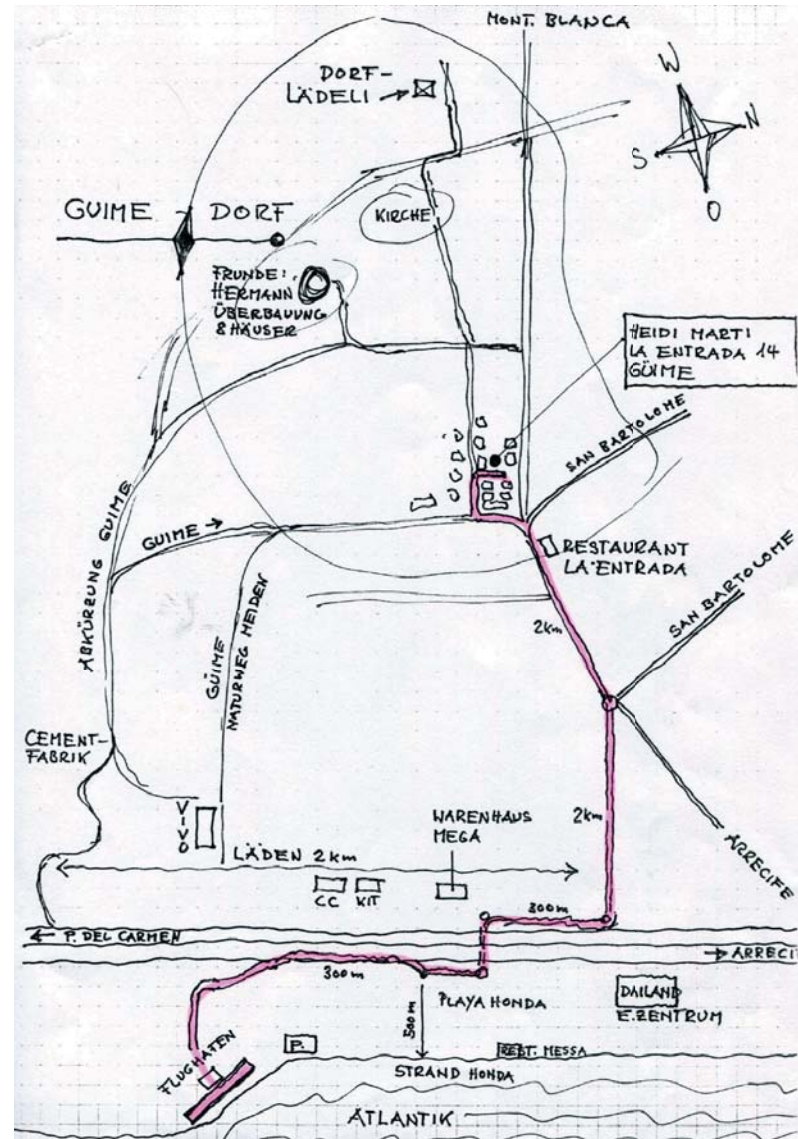 MONT. BLANCA
DORF-
LÄDELI
W
N
S
O
GUIME DORF
KIRCHE
FRUNDE:
HERMANN
ÜBERBAUUNG
8 HÄUSER
HEIDI MARTI
LA ENTRADA 14
GÜIME
SAN BARTOLOME
ABKÜRZUNG GUIME
GUIME →
RESTAURANT
LA ENTRADA
GÜIME
NATURWEG MEIDEN
2km
SAN BARTOLOME
CEMENT-
FABRIK
VIVO
2km
ARRECIFE
WARENHAUS
MEGA
LÄDEN 2km
CC KIT
300m
← P. DEL CARMEN
→ ARRECI
300m
500m
PLAYA HONDA
DAILAND
E.ZENTRUM
FLUGHAFEN
P.
REST. MESSA
STRAND HONDA
ATLANTIK